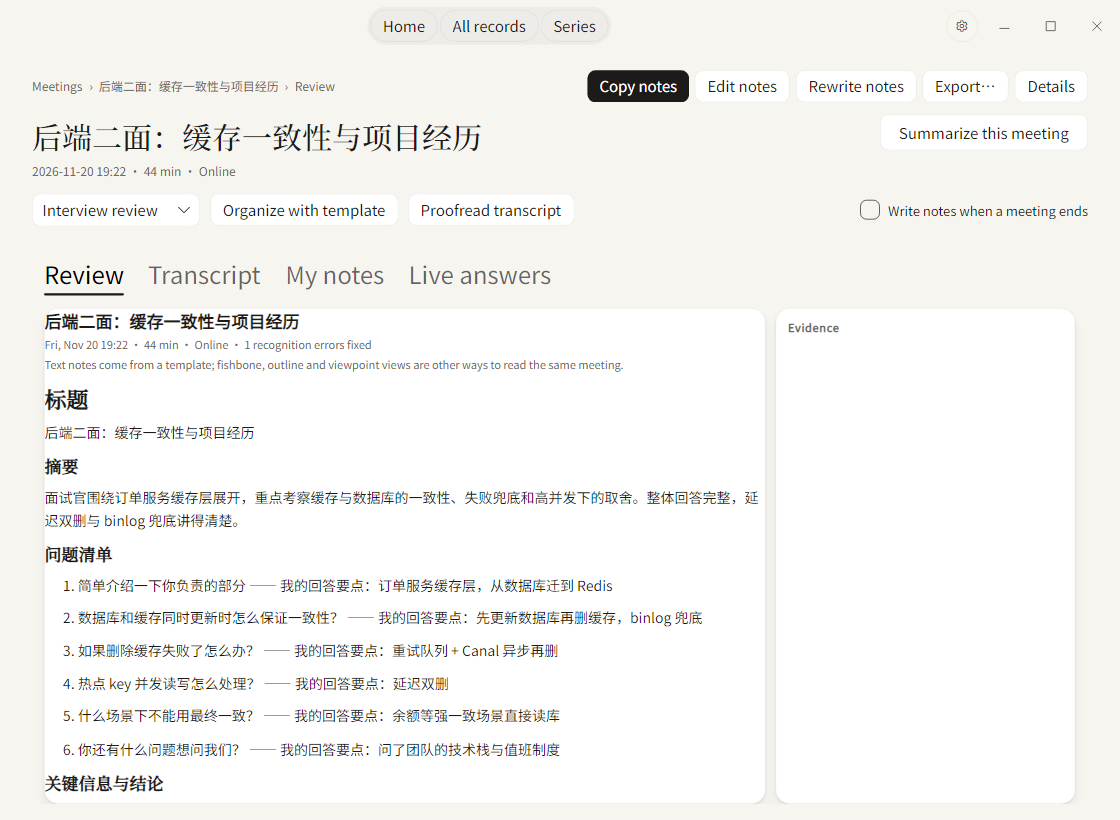 Home All records Series
Meetings › 后端二面：缓存一致性与项目经历 › Review
Copy notes Edit notes Rewrite notes Export··· Details
后端二面：缓存一致性与项目经历
Summarize this meeting
2026-11-20 19:22 · 44 min · Online
Interview review Organize with template Proofread transcript
Write notes when a meeting ends
Review Transcript My notes Live answers
后端二面：缓存一致性与项目经历
Fri, Nov 20 19:22 · 44 min · Online · 1 recognition errors fixed
Text notes come from a template; fishbone, outline and viewpoint views are other ways to read the same meeting.
标题
后端二面：缓存一致性与项目经历
摘要
面试官围绕订单服务缓存层展开，重点考察缓存与数据库的一致性、失败兜底和高并发下的取舍。整体回答完整，延
迟双删与 binlog 兜底讲得清楚。
问题清单
1. 简单介绍一下你负责的部分 —— 我的回答要点：订单服务缓存层，从数据库迁到 Redis
2. 数据库和缓存同时更新时怎么保证一致性？ —— 我的回答要点：先更新数据库再删缓存，binlog 兜底
3. 如果删除缓存失败了怎么办？ —— 我的回答要点：重试队列 + Canal 异步再删
4. 热点 key 并发读写怎么处理？ —— 我的回答要点：延迟双删
5. 什么场景下不能用最终一致？ —— 我的回答要点：余额等强一致场景直接读库
6. 你还有什么问题想问我们？ —— 我的回答要点：问了团队的技术栈与值班制度
关键信息与结论
Evidence